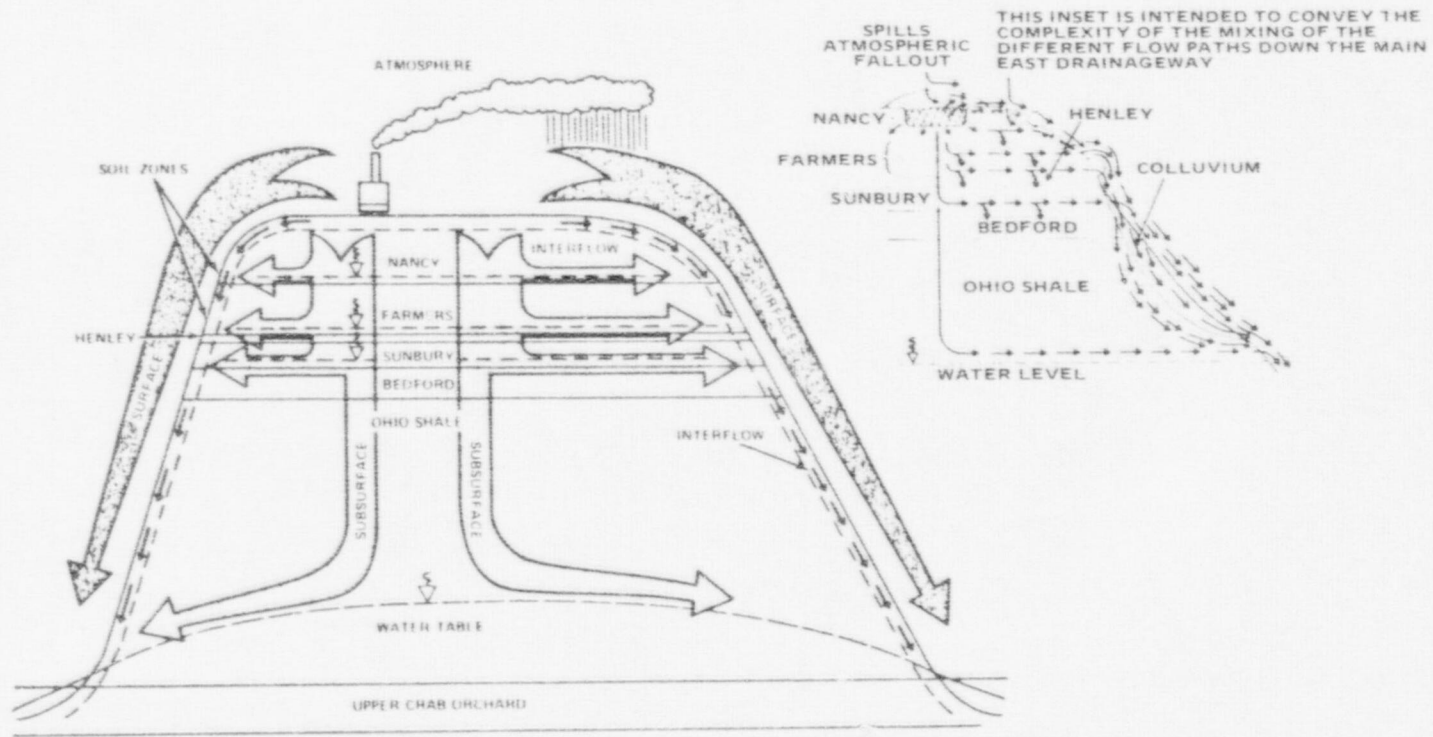 THIS INSET IS INTENDED TO CONVEY THE
COMPLEXITY OF THE MIXING OF THE
DIFFERENT FLOW PATHS DOWN THE MAIN
EAST DRAINAGEWAY
SPILLS
ATMOSPHERIC
FALLOUT
NANCY
HENLEY
FARMERS
COLLUVIUM
SUNBURY
BEDFORD
OHIO SHALE
WATER LEVEL
ATMOSPHERE
SOIL ZONES
INTERFLOW
NANCY
FARMERS
HENLEY
SUNBURY
BEDFORD
OHIO SHALE
SURFACE
SURFACE
SUBSURFACE
SUBSURFACE
INTERFLOW
WATER TABLE
UPPER CRAB ORCHARD